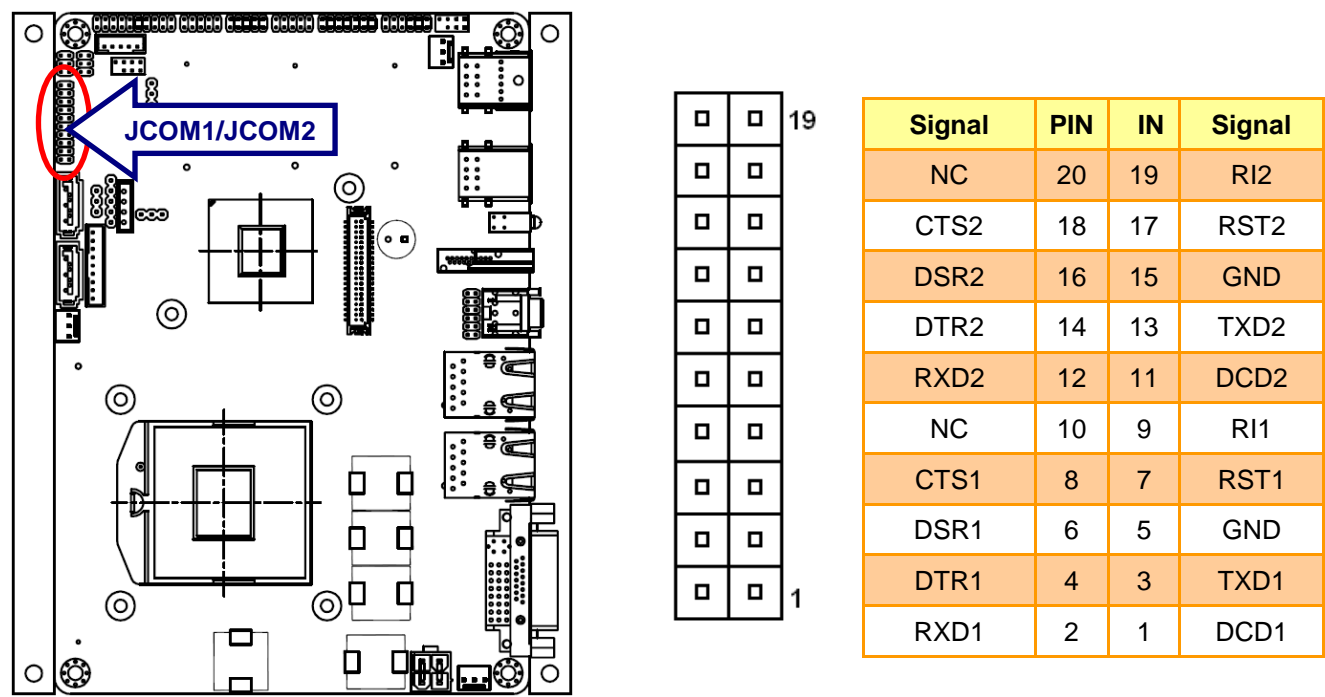 JCOM1/JCOM2
19
1
Signal PIN IN Signal
NC 20 19 RI2
CTS2 18 17 RST2
DSR2 16 15 GND
DTR2 14 13 TXD2
RXD2 12 11 DCD2
NC 10 9 RI1
CTS1 8 7 RST1
DSR1 6 5 GND
DTR1 4 3 TXD1
RXD1 2 1 DCD1